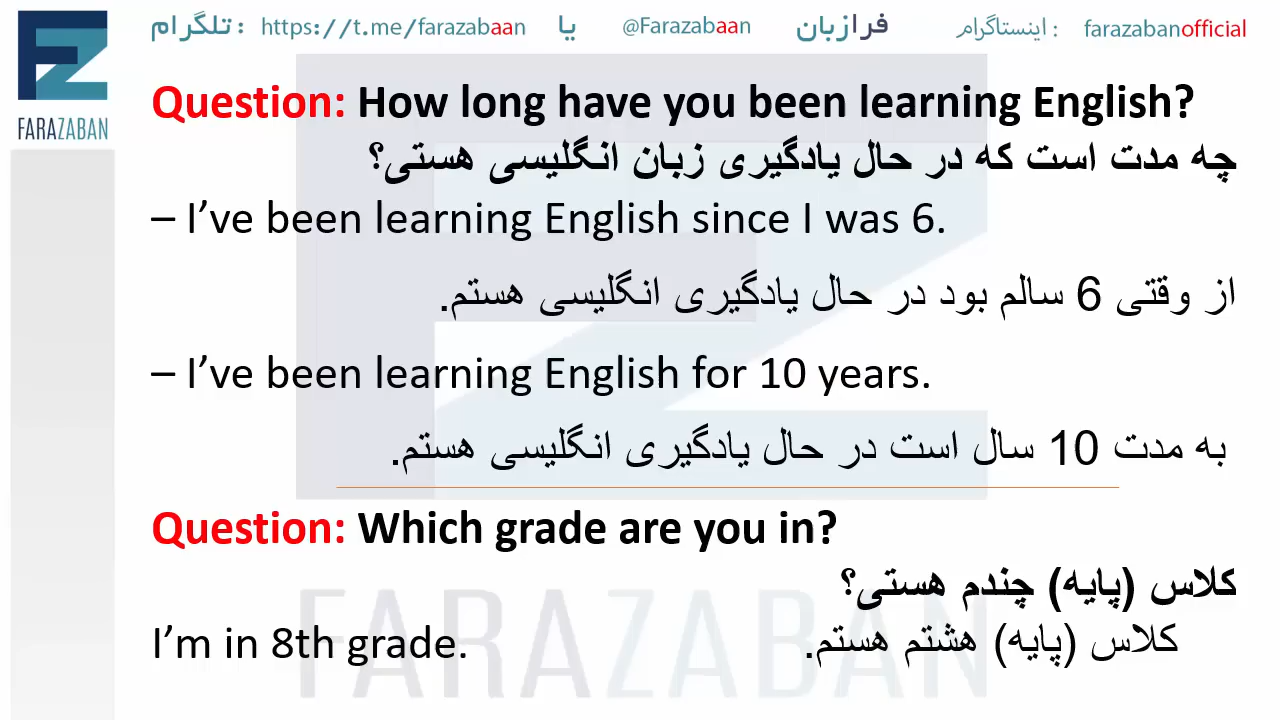 تلگرام : https://t.me/farazabaan یا @Farazabaan فرازبان اینستاگرام : farazabanofficial
FARAZABAN
Question: How long have you been learning English?
چه مدت است که در حال یادگیری زبان انگلیسی هستی؟
– I’ve been learning English since I was 6.
از وقتی 6 سالم بود در حال یادگیری انگلیسی هستم.
– I’ve been learning English for 10 years.
به مدت 10 سال است در حال یادگیری انگلیسی هستم.
Question: Which grade are you in?
کلاس (پایه) چندم هستی؟
I’m in 8th grade. کلاس (پایه) هشتم هستم.
FARAZABAN